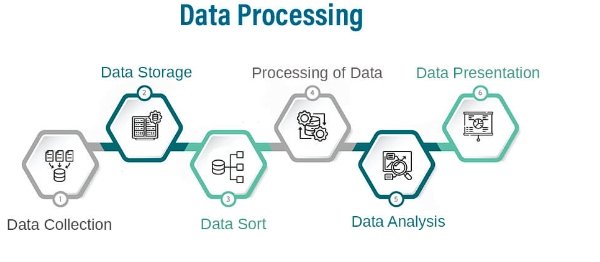 Data Processing
Data Storage
Processing of Data
Data Presentation
2
4
6
1
3
5
Data Collection
Data Sort
Data Analysis